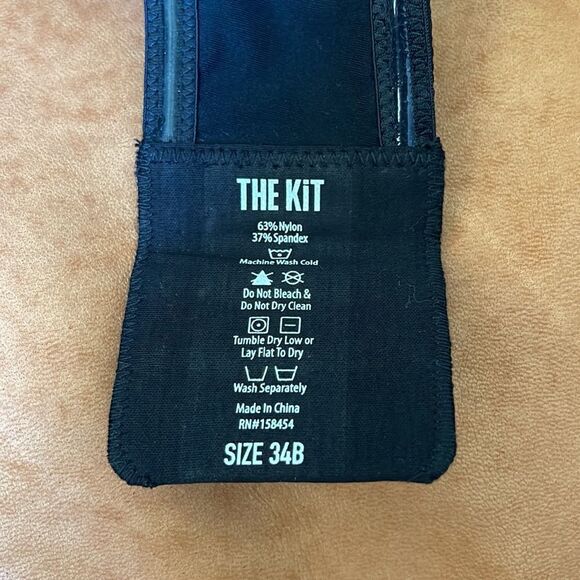 THE KiT
63% Nylon
37% Spandex
Machine Wash Cold
Do Not Bleach &
Do Not Dry Clean
Tumble Dry Low or
Lay Flat To Dry
Wash Separately
Made In China
RN#158454
SIZE 34B